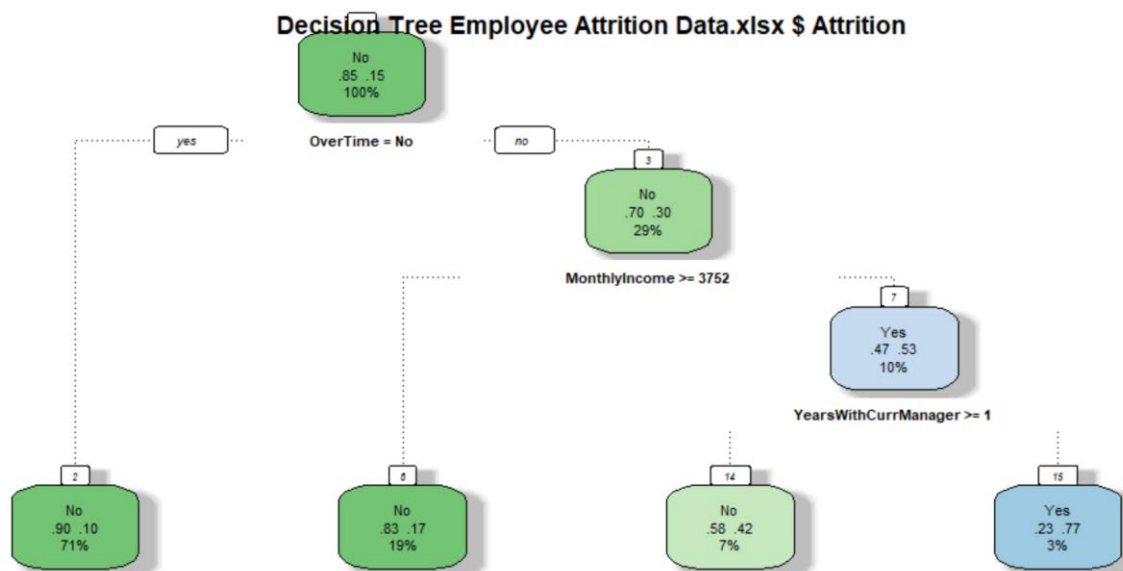 Decision Tree Employee Attrition Data.xlsx $ Attrition
No
.85 .15
100%
yes
OverTime = No
no
3
No
.70 .30
29%
MonthlyIncome >= 3752
7
Yes
.47 .53
10%
YearsWithCurrManager >= 1
2
No
.90 .10
71%
6
No
.83 .17
19%
14
No
.58 .42
7%
15
Yes
.23 .77
3%